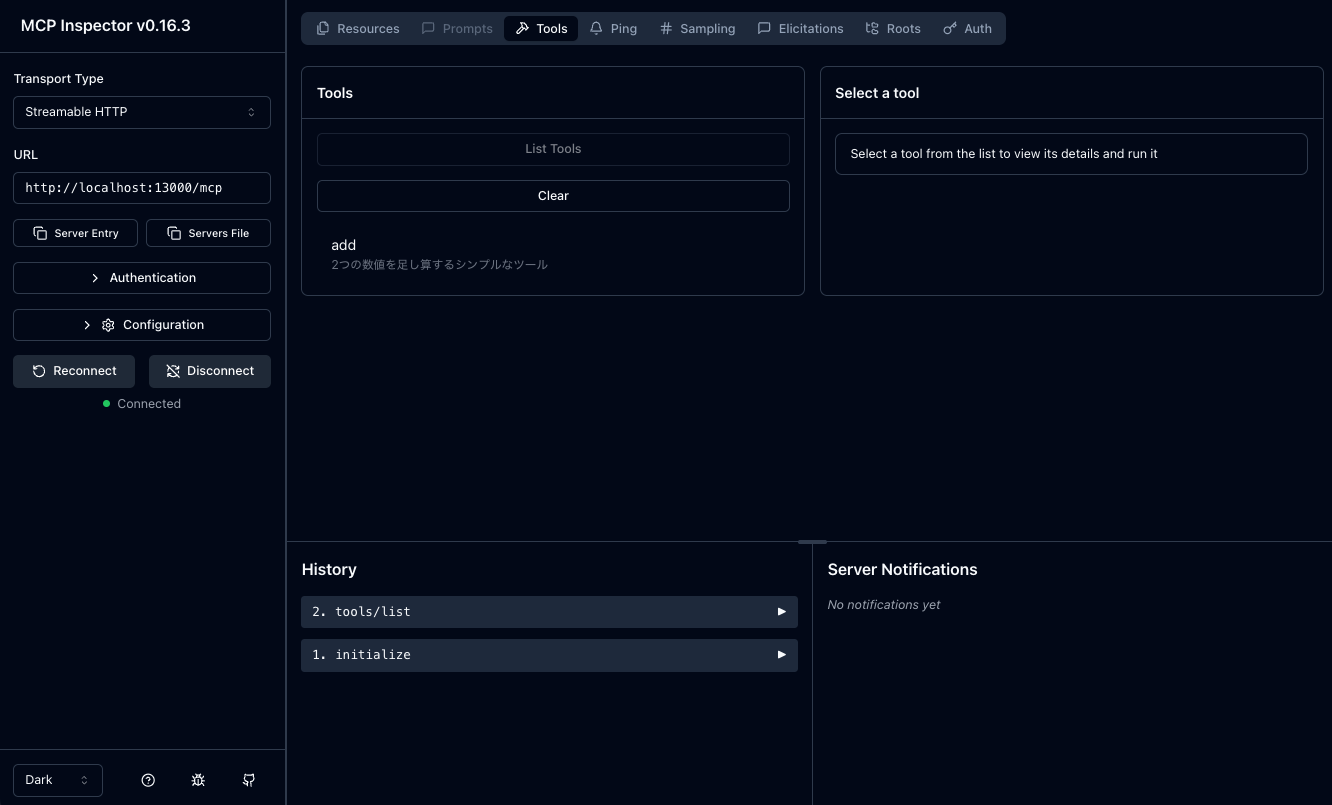 MCP Inspector v0.16.3
Transport Type
Streamable HTTP
URL
http://localhost:13000/mcp
Server Entry
Servers File
Authentication
Configuration
Reconnect
Disconnect
Connected
Dark
Resources
Prompts
Tools
Ping
Sampling
Elicitations
Roots
Auth
Tools
List Tools
Clear
add
2つの数値を足し算するシンプルなツール
Select a tool
Select a tool from the list to view its details and run it
History
2. tools/list
1. initialize
Server Notifications
No notifications yet